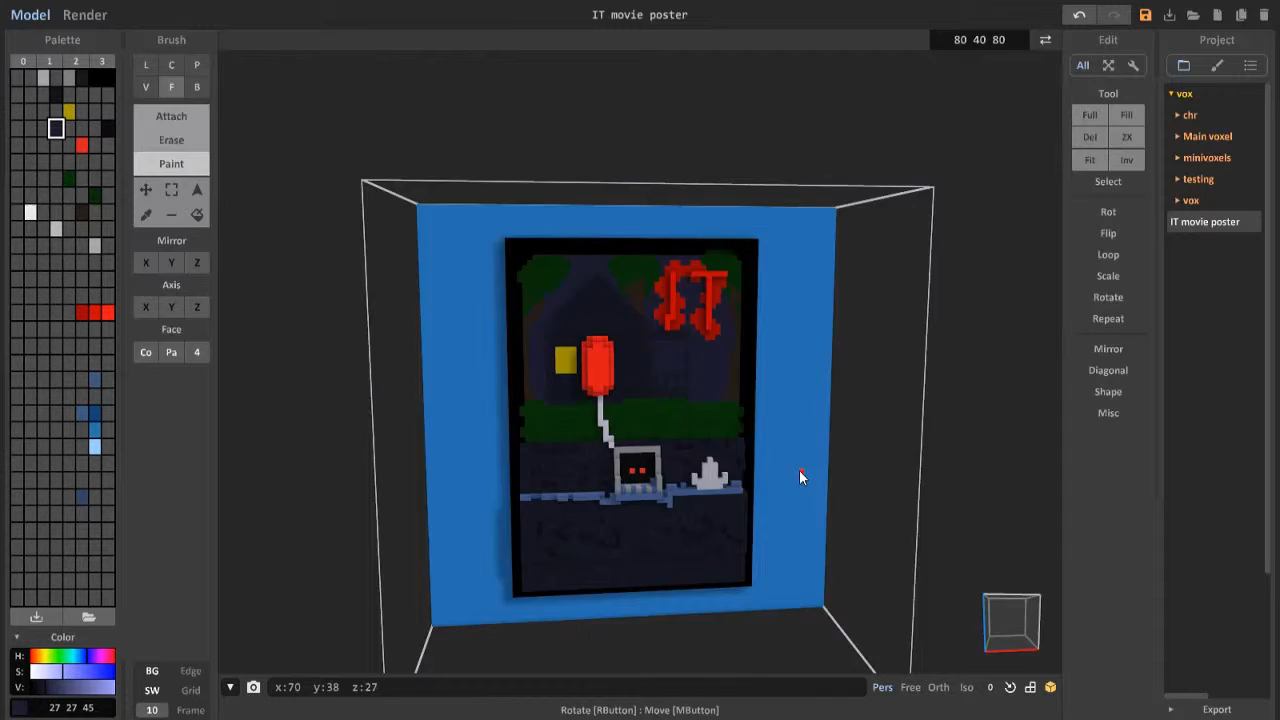 Model Render
IT movie poster
Palette
Brush
80 40 80
Edit
Project
0 1 2 3
L C P
V F B
Attach
Erase
Paint
Mirror
X Y Z
Axis
X Y Z
Face
Co Pa 4
Color
H:
S:
V:
27 27 45
BG Edge
SW Grid
10 Frame
IT
x:70 y:38 z:27
Pers Free Orth Iso 0
Rotate [RButton] : Move [MButton]
All
Tool
Full Fill
Del ZX
Fit Inv
Select
Rot
Flip
Loop
Scale
Rotate
Repeat
Mirror
Diagonal
Shape
Misc
vox
chr
Main voxel
minivoxels
testing
vox
IT movie poster
Export